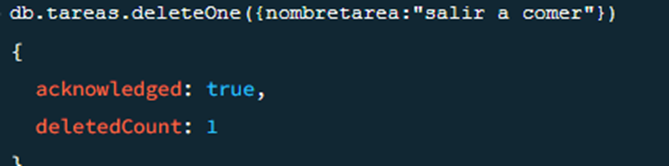 db.tareas.deleteOne({nombretarea:"salir a comer"})
{
acknowledged: true,
deletedCount: 1
}